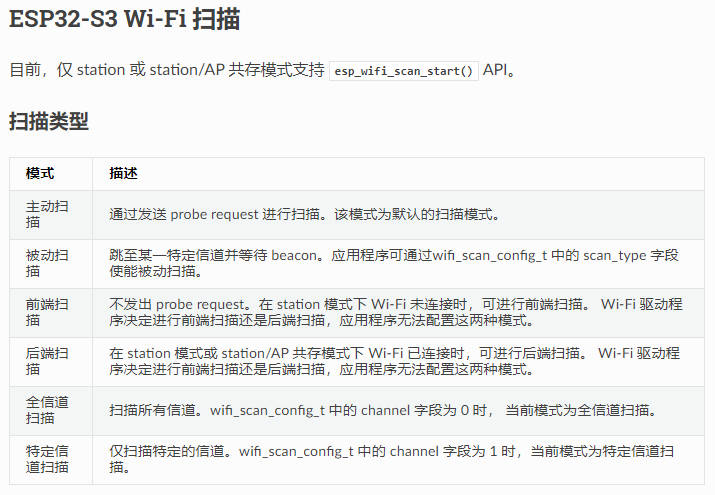 ESP32-S3 Wi-Fi 扫描
目前，仅 station 或 station/AP 共存模式支持 esp_wifi_scan_start() API。
扫描类型
模式 描述
主动扫
描
通过发送 probe request 进行扫描。该模式为默认的扫描模式。
被动扫
描
跳至某一特定信道并等待 beacon。应用程序可通过wifi_scan_config_t 中的 scan_type 字段
使能被动扫描。
前端扫
描
不发出 probe request。在 station 模式下 Wi-Fi 未连接时，可进行前端扫描。 Wi-Fi 驱动程
序决定进行前端扫描还是后端扫描，应用程序无法配置这两种模式。
后端扫
描
在 station 模式或 station/AP 共存模式下 Wi-Fi 已连接时，可进行后端扫描。 Wi-Fi 驱动程
序决定进行前端扫描还是后端扫描，应用程序无法配置这两种模式。
全信道
扫描
扫描所有信道。wifi_scan_config_t 中的 channel 字段为 0 时， 当前模式为全信道扫描。
特定信
道扫描
仅扫描特定的信道。wifi_scan_config_t 中的 channel 字段为 1 时，当前模式为特定信道扫
描。